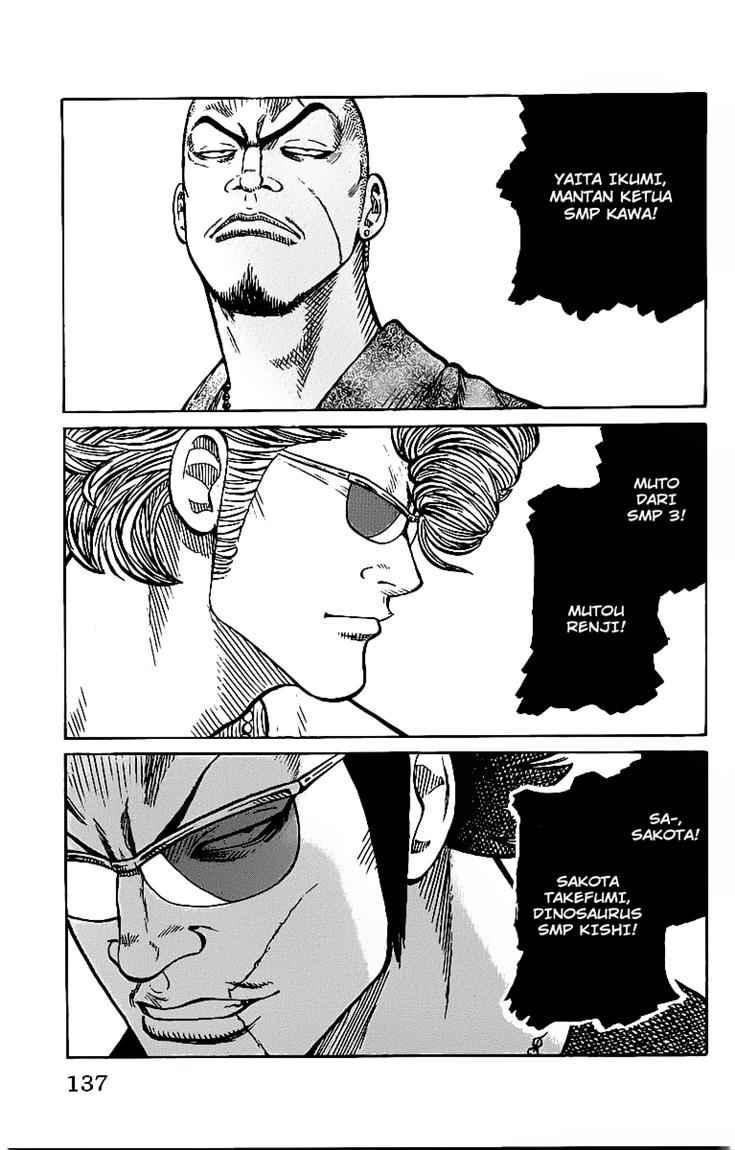 YAITA IKUMI,
MANTAN KETUA
SMP KAWA!
MUTO
DARI
SMP 3!
MUTOU
RENJI!
SA-,
SAKOTA!
SAKOTA
TAKEFUMI,
DINOSAURUS
SMP KISHI!
137